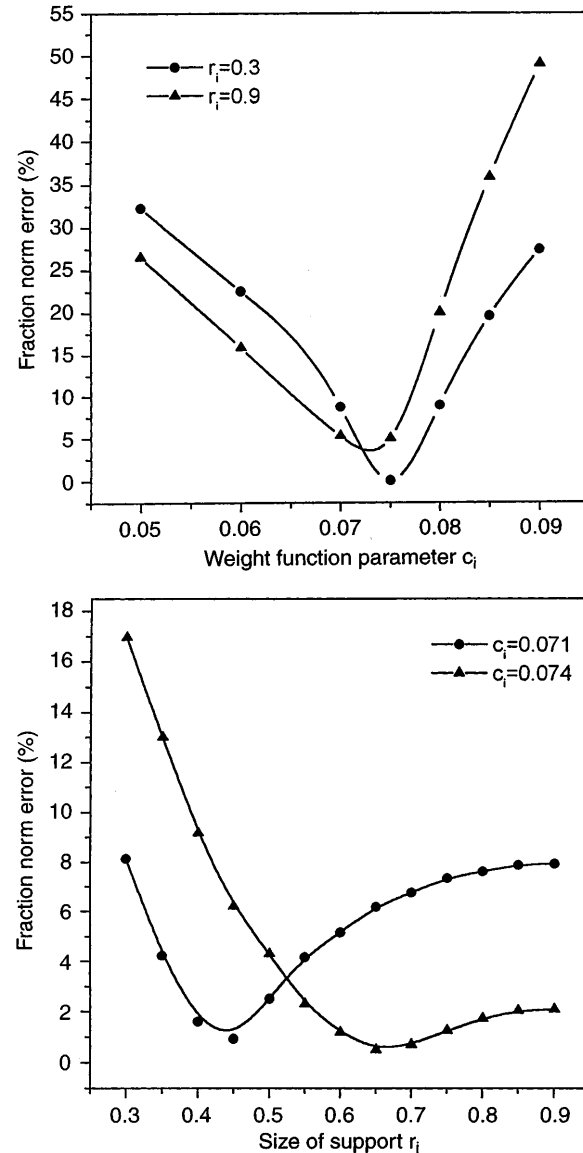 55
50
45
40
35
30
25
20
15
10
5
0
Fraction norm error (%)
r_i=0.3
r_i=0.9
0.05 0.06 0.07 0.08 0.09
Weight function parameter c_i
18
16
14
12
10
8
6
4
2
0
Fraction norm error (%)
c_i=0.071
c_i=0.074
0.3 0.4 0.5 0.6 0.7 0.8 0.9
Size of support r_i